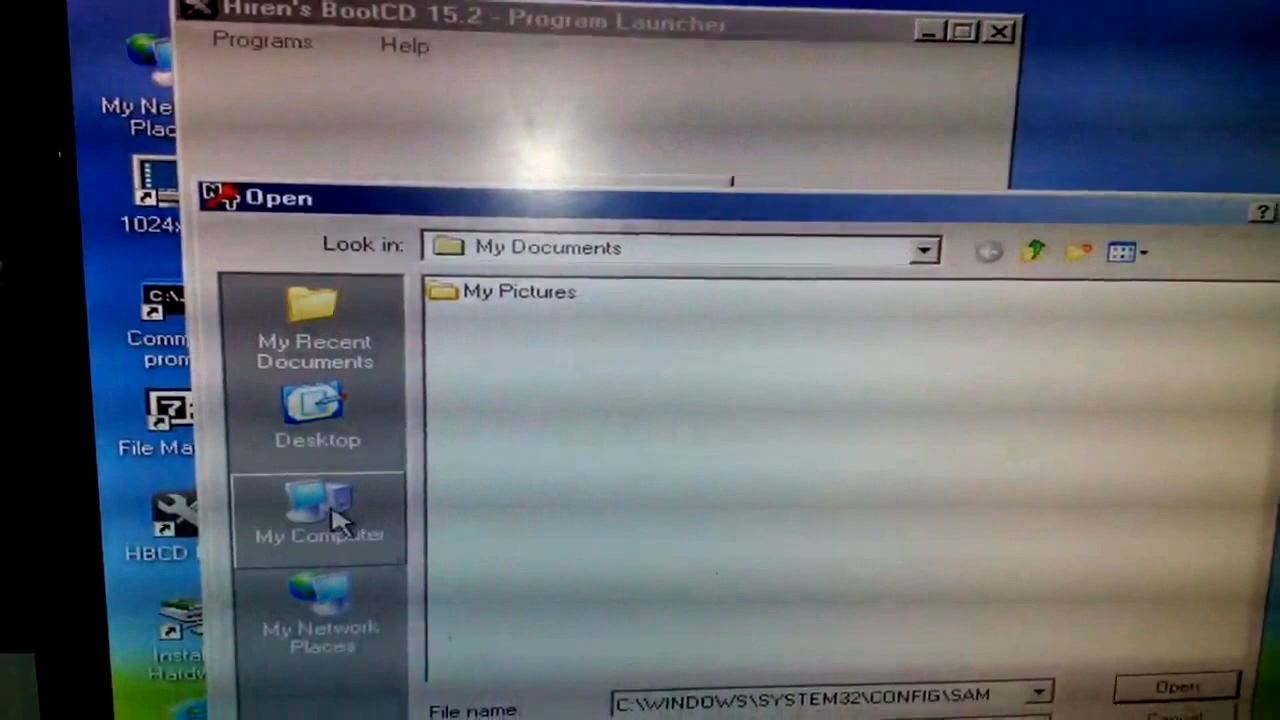 Hiren's BootCD 15.2 - Program Launcher
Programs Help
My Ne
Plac
1024x
Open
?
Look in: My Documents
My Pictures
My Recent
Documents
Desktop
My Computer
My Network
Places
C:\
Comm
prom
File Ma
HBCD
Insta
Hardw
File name C:\WINDOWS\SYSTEM32\CONFIG\SAM Open